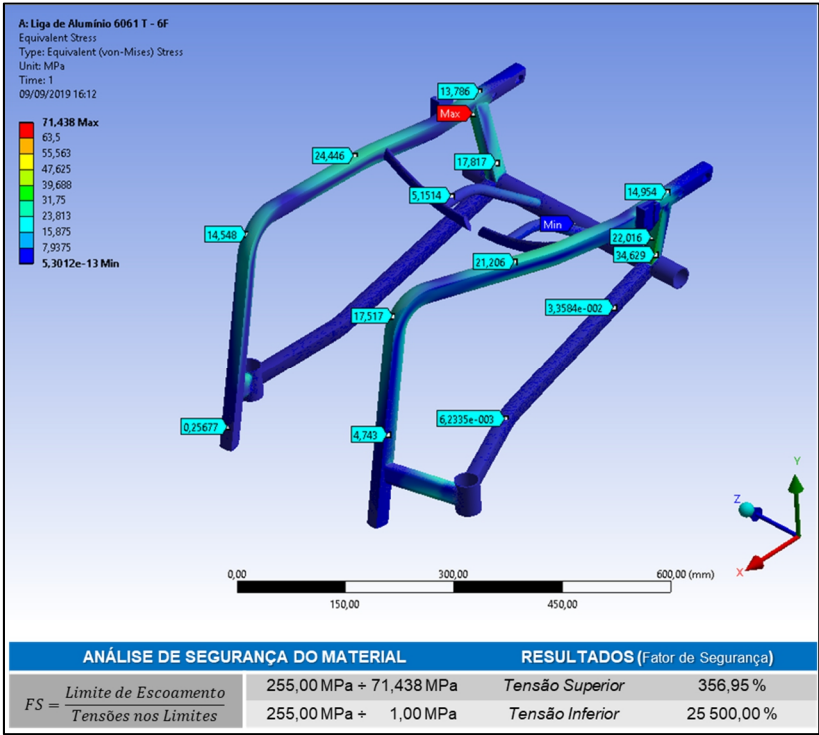 A: Liga de Alumínio 6061 T - 6F
Equivalent Stress
Type: Equivalent (von-Mises) Stress
Unit: MPa
Time: 1
09/09/2019 16:12
71,438 Max
63,5
55,563
47,625
39,688
31,75
23,813
15,875
7,9375
5,3012e-13 Min
13,786
Max
24,446
17,817
5,1514
14,954
14,548
Min
22,016
34,629
21,206
3,3584e-002
17,517
6,2335e-003
0,25677
4,743
Y
Z
X
0,00 300,00 600,00 (mm)
150,00 450,00
ANÁLISE DE SEGURANÇA DO MATERIAL RESULTADOS (Fator de Segurança)
FS = Limite de Escoamento / Tensões nos Limites
255,00 MPa ÷ 71,438 MPa Tensão Superior 356,95 %
255,00 MPa ÷ 1,00 MPa Tensão Inferior 25 500,00 %